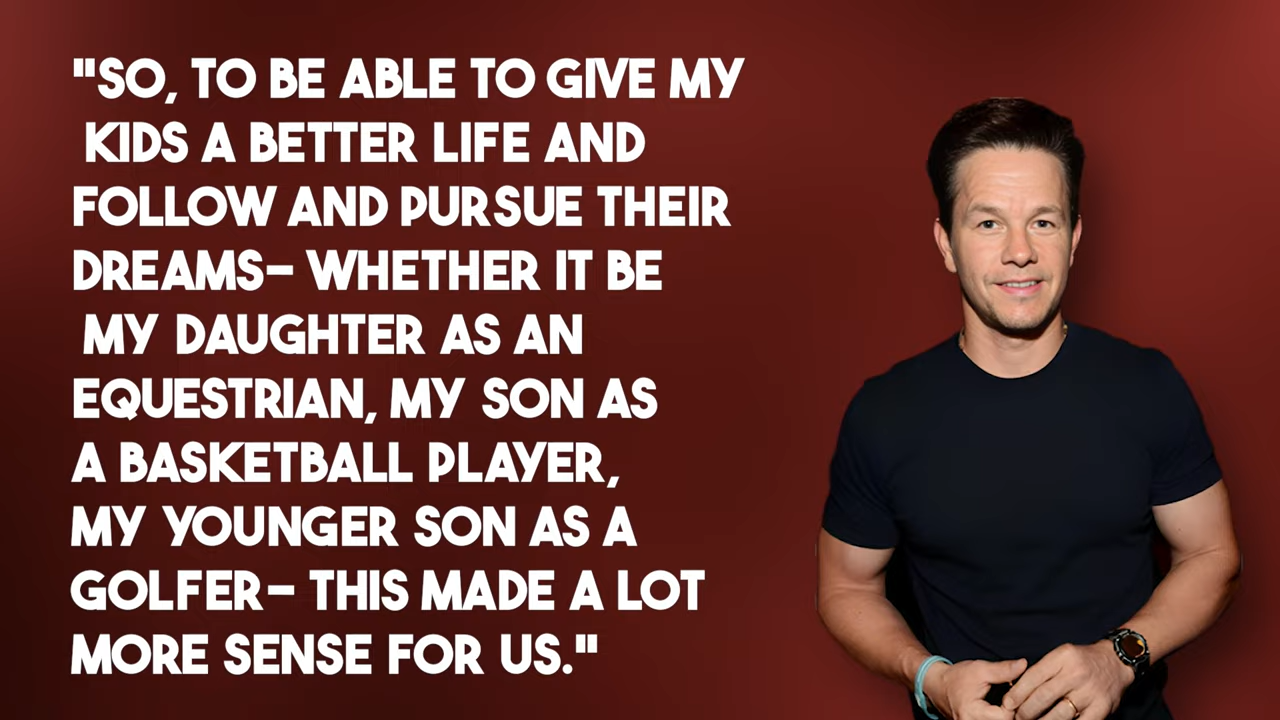 "SO, TO BE ABLE TO GIVE MY
KIDS A BETTER LIFE AND
FOLLOW AND PURSUE THEIR
DREAMS- WHETHER IT BE
MY DAUGHTER AS AN
EQUESTRIAN, MY SON AS
A BASKETBALL PLAYER,
MY YOUNGER SON AS A
GOLFER- THIS MADE A LOT
MORE SENSE FOR US."